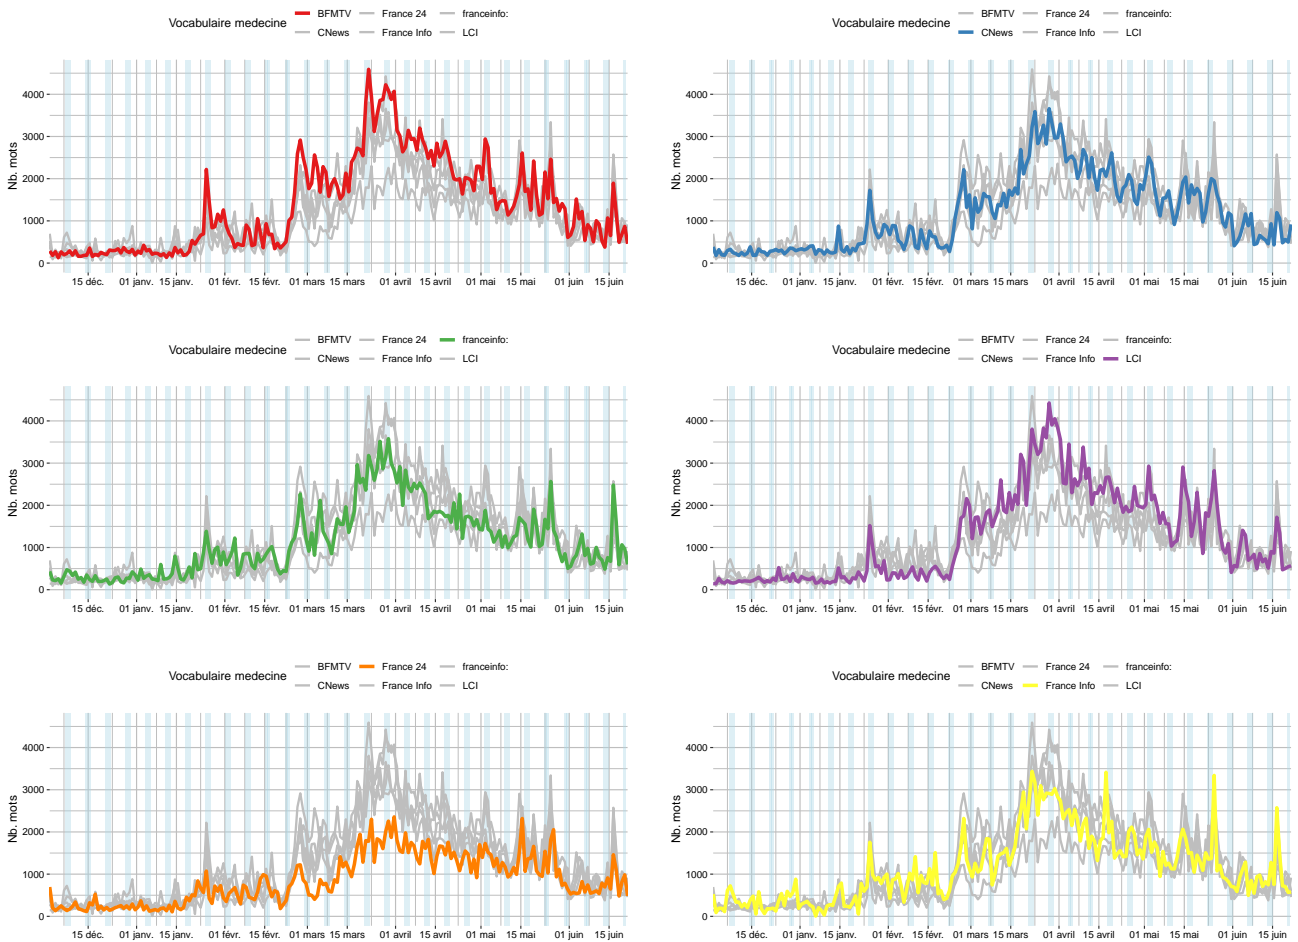 Vocabulaire medecine
BFMTV France 24 franceinfo:
CNews France Info LCI
Nb. mots
4000
3000
2000
1000
0
15 déc. 01 janv. 15 janv. 01 févr. 15 févr. 01 mars 15 mars 01 avril 15 avril 01 mai 15 mai 01 juin 15 juin
Vocabulaire medecine
BFMTV France 24 franceinfo:
CNews France Info LCI
Nb. mots
4000
3000
2000
1000
0
15 déc. 01 janv. 15 janv. 01 févr. 15 févr. 01 mars 15 mars 01 avril 15 avril 01 mai 15 mai 01 juin 15 juin
Vocabulaire medecine
BFMTV France 24 franceinfo:
CNews France Info LCI
Nb. mots
4000
3000
2000
1000
0
15 déc. 01 janv. 15 janv. 01 févr. 15 févr. 01 mars 15 mars 01 avril 15 avril 01 mai 15 mai 01 juin 15 juin
Vocabulaire medecine
BFMTV France 24 franceinfo:
CNews France Info LCI
Nb. mots
4000
3000
2000
1000
0
15 déc. 01 janv. 15 janv. 01 févr. 15 févr. 01 mars 15 mars 01 avril 15 avril 01 mai 15 mai 01 juin 15 juin
Vocabulaire medecine
BFMTV France 24 franceinfo:
CNews France Info LCI
Nb. mots
4000
3000
2000
1000
0
15 déc. 01 janv. 15 janv. 01 févr. 15 févr. 01 mars 15 mars 01 avril 15 avril 01 mai 15 mai 01 juin 15 juin
Vocabulaire medecine
BFMTV France 24 franceinfo:
CNews France Info LCI
Nb. mots
4000
3000
2000
1000
0
15 déc. 01 janv. 15 janv. 01 févr. 15 févr. 01 mars 15 mars 01 avril 15 avril 01 mai 15 mai 01 juin 15 juin